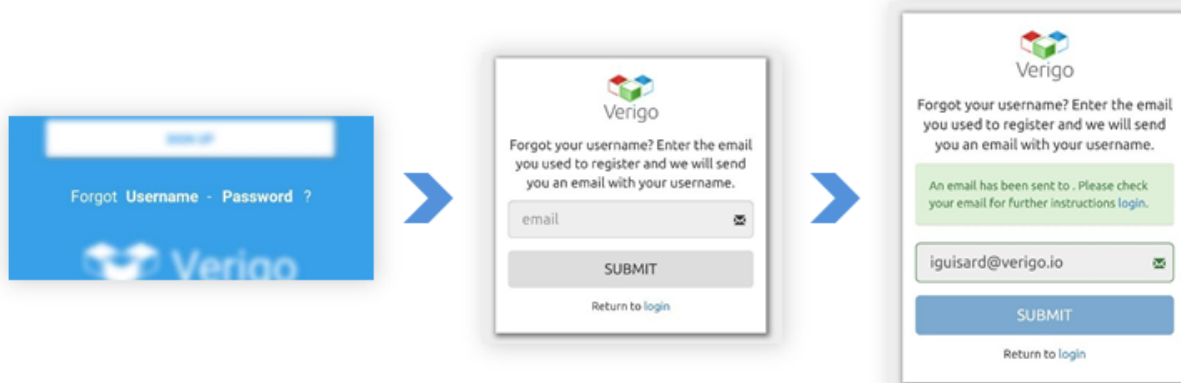 SIGN UP
Forgot Username - Password ?
Verigo
Verigo
Forgot your username? Enter the email
you used to register and we will send
you an email with your username.
email
SUBMIT
Return to login
Verigo
Forgot your username? Enter the email
you used to register and we will send
you an email with your username.
An email has been sent to . Please check
your email for further instructions login.
iguisard@verigo.io
SUBMIT
Return to login